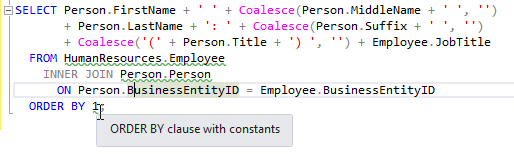 SELECT Person.FirstName + ' ' + Coalesce(Person.MiddleName + ' ', '')
+ Person.LastName + ': ' + Coalesce(Person.Suffix + ' ', '')
+ Coalesce('(' + Person.Title + ') ', '') + Employee.JobTitle
FROM HumanResources.Employee
INNER JOIN Person.Person
ON Person.BusinessEntityID = Employee.BusinessEntityID
ORDER BY 1;
ORDER BY clause with constants